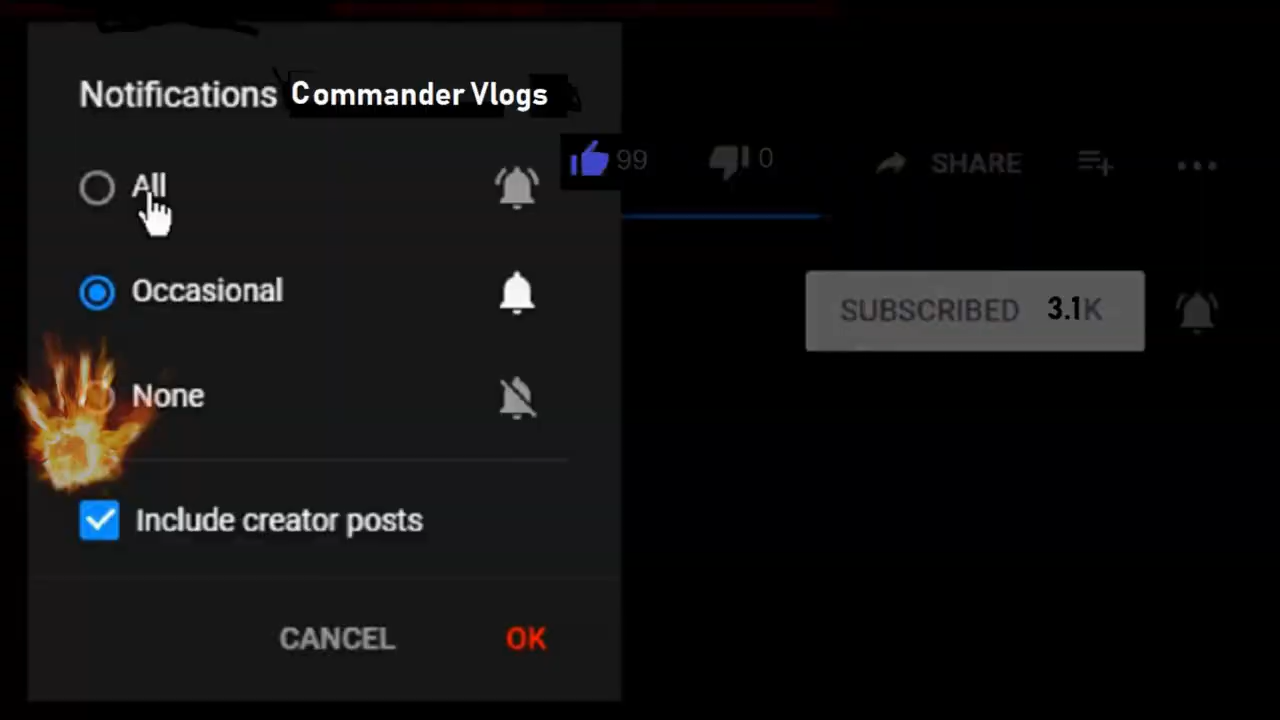 Notifications Commander Vlogs
All
99 0 SHARE
Occasional
SUBSCRIBED 3.1K
None
Include creator posts
CANCEL OK